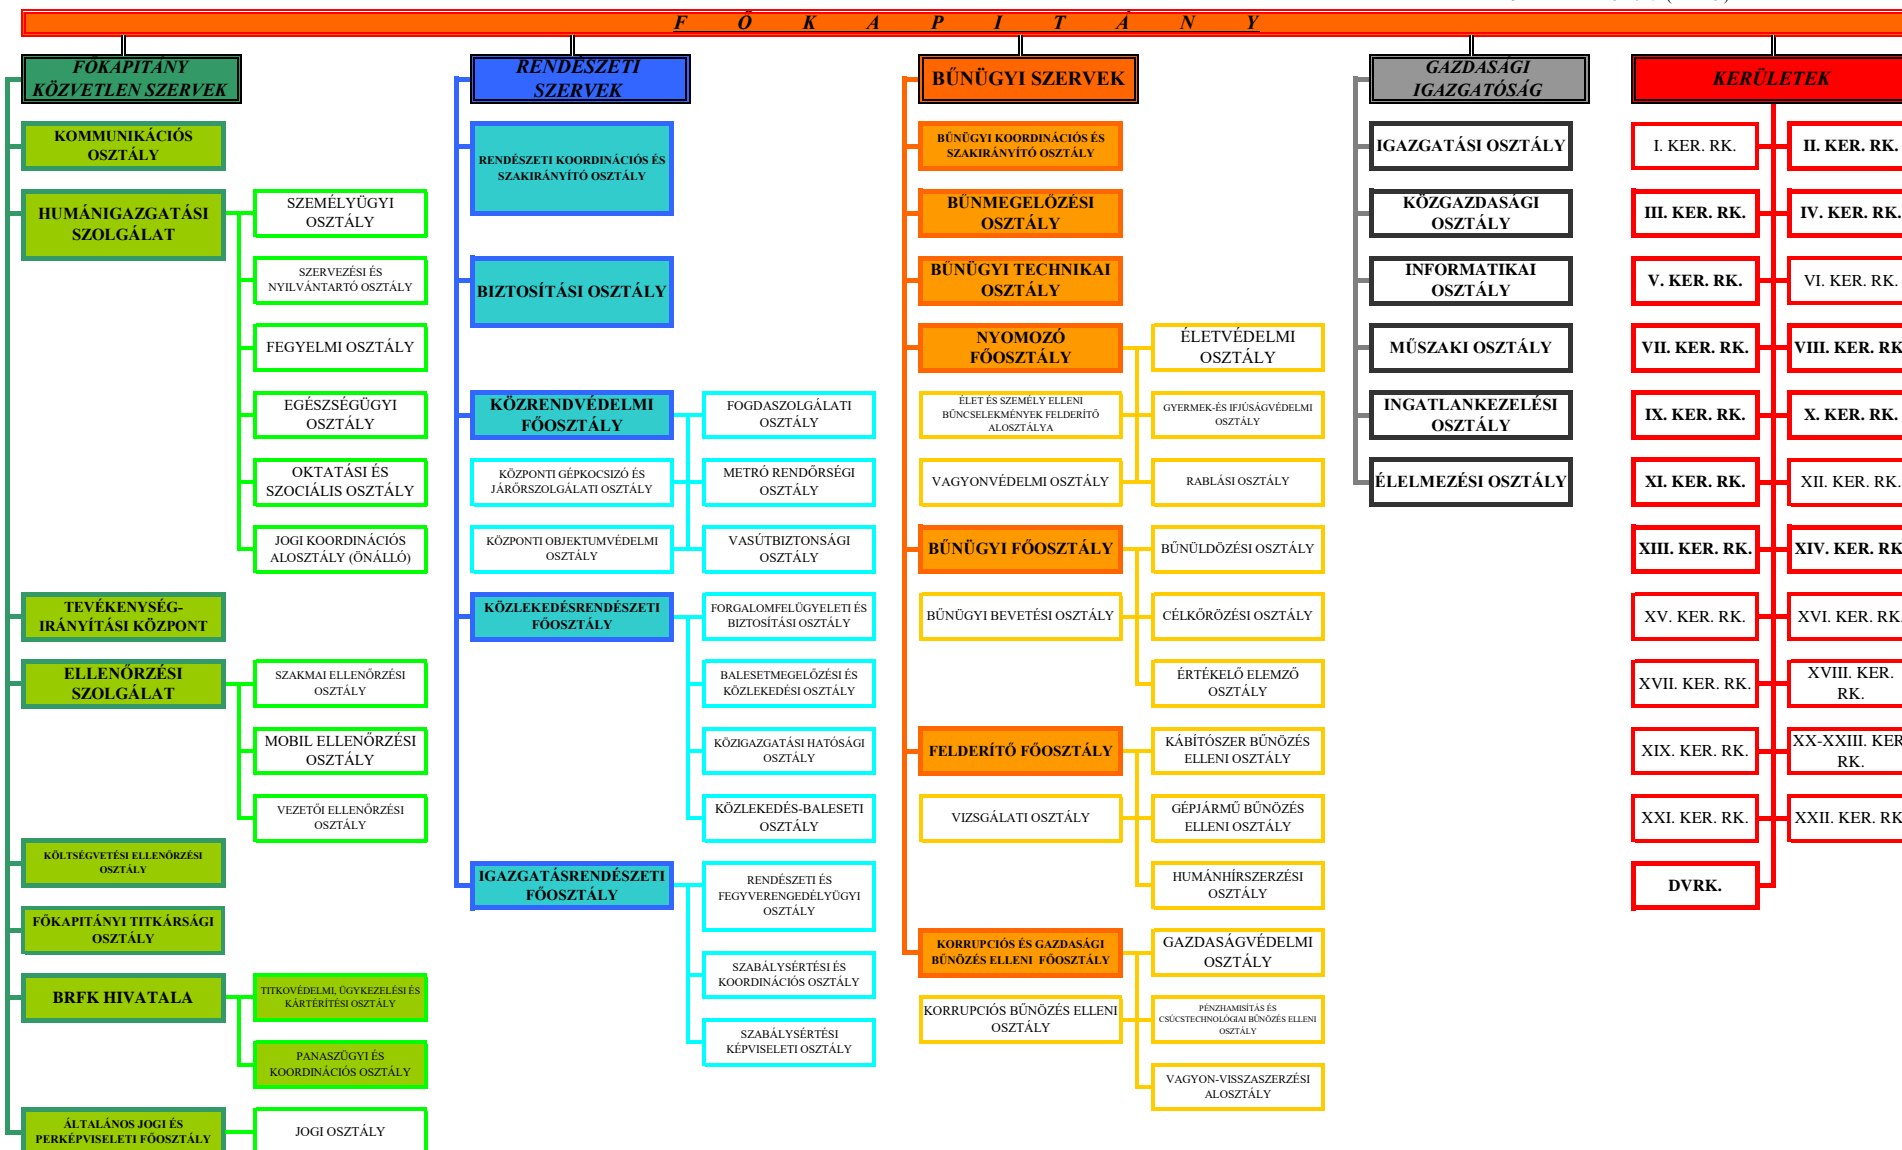 F Ő K A P I T Á N Y
FŐKAPITÁNY
KÖZVETLEN SZERVEK
KOMMUNIKÁCIÓS
OSZTÁLY
HUMÁNIGAZGATÁSI
SZOLGÁLAT
SZEMÉLYÜGYI
OSZTÁLY
SZERVEZÉSI ÉS
NYILVÁNTARTÓ OSZTÁLY
FEGYELMI OSZTÁLY
EGÉSZSÉGÜGYI
OSZTÁLY
OKTATÁSI ÉS
SZOCIÁLIS OSZTÁLY
JOGI KOORDINÁCIÓS
ALOSZTÁLY (ÖNÁLLÓ)
TEVÉKENYSÉG-
IRÁNYÍTÁSI KÖZPONT
ELLENŐRZÉSI
SZOLGÁLAT
SZAKMAI ELLENŐRZÉSI
OSZTÁLY
MOBIL ELLENŐRZÉSI
OSZTÁLY
VEZETŐI ELLENŐRZÉSI
OSZTÁLY
KÖLTSÉGVETÉSI ELLENŐRZÉSI
OSZTÁLY
FŐKAPITÁNYI TITKÁRSÁGI
OSZTÁLY
BRFK HIVATALA
TITKOVÉDELMI, ÜGYKEZELÉSI ÉS
KÁRTÉRÍTÉSI OSZTÁLY
PANASZÜGYI ÉS
KOORDINÁCIÓS OSZTÁLY
ÁLTALÁNOS JOGI ÉS
PERKÉPVISELETI FŐOSZTÁLY
JOGI OSZTÁLY
RENDÉSZETI
SZERVEK
RENDÉSZETI KOORDINÁCIÓS ÉS
SZAKIRÁNYÍTÓ OSZTÁLY
BIZTOSÍTÁSI OSZTÁLY
KÖZRENDVÉDELMI
FŐOSZTÁLY
FOGDASZOLGÁLATI
OSZTÁLY
KÖZPONTI GÉPKOCSIZÓ ÉS
JÁRŐRSZOLGÁLATI OSZTÁLY
METRÓ RENDŐRSÉGI
OSZTÁLY
KÖZPONTI OBJEKTUMVÉDELMI
OSZTÁLY
VASÚTBIZTONSÁGI
OSZTÁLY
KÖZLEKEDÉSRENDÉSZETI
FŐOSZTÁLY
FORGALOMFELÜGYELETI ÉS
BIZTOSÍTÁSI OSZTÁLY
BALESETMEGELŐZÉSI ÉS
KÖZLEKEDÉSI OSZTÁLY
KÖZIGAZGATÁSI HATÓSÁGI
OSZTÁLY
KÖZLEKEDÉS-BALESETI
OSZTÁLY
IGAZGATÁSRENDÉSZETI
FŐOSZTÁLY
RENDÉSZETI ÉS
FEGYVERENGEDÉLYÜGYI
OSZTÁLY
SZABÁLYSÉRTÉSI ÉS
KOORDINÁCIÓS OSZTÁLY
SZABÁLYSÉRTÉSI
KÉPVISELETI OSZTÁLY
BŰNÜGYI SZERVEK
BŰNÜGYI KOORDINÁCIÓS ÉS
SZAKIRÁNYÍTÓ OSZTÁLY
BŰNMEGELŐZÉSI
OSZTÁLY
BŰNÜGYI TECHNIKAI
OSZTÁLY
NYOMOZÓ
FŐOSZTÁLY
ÉLETVÉDELMI
OSZTÁLY
ÉLET ÉS SZEMÉLY ELLENI
BŰNCSELEKMÉNYEK FELDERÍTŐ
ALOSZTÁLYA
GYERMEK-ÉS IFJÚSÁGVÉDELMI
OSZTÁLY
VAGYONVÉDELMI OSZTÁLY
RABLÁSI OSZTÁLY
BŰNÜGYI FŐOSZTÁLY
BŰNÜLDÖZÉSI OSZTÁLY
BŰNÜGYI BEVETÉSI OSZTÁLY
CÉLKÖRÖZÉSI OSZTÁLY
ÉRTÉKELŐ ELEMZŐ
OSZTÁLY
FELDERÍTŐ FŐOSZTÁLY
KÁBÍTÓSZER BŰNÖZÉS
ELLENI OSZTÁLY
VIZSGÁLATI OSZTÁLY
GÉPJÁRMŰ BŰNÖZÉS
ELLENI OSZTÁLY
HUMÁNHÍRSZERZÉSI
OSZTÁLY
KORRUPCIÓS ÉS GAZDASÁGI
BŰNÖZÉS ELLENI FŐOSZTÁLY
GAZDASÁGVÉDELMI
OSZTÁLY
KORRUPCIÓS BŰNÖZÉS ELLENI
OSZTÁLY
PÉNZHAMISÍTÁS ÉS
CSÚCSTECHNOLÓGIAI BŰNÖZÉS ELLENI
OSZTÁLY
VAGYON-VISSZASZERZÉSI
ALOSZTÁLY
GAZDASÁGI
IGAZGATÓSÁG
IGAZGATÁSI OSZTÁLY
KÖZGAZDASÁGI
OSZTÁLY
INFORMATIKAI
OSZTÁLY
MŰSZAKI OSZTÁLY
INGATLANKEZELÉSI
OSZTÁLY
ÉLELMEZÉSI OSZTÁLY
KERÜLETEK
I. KER. RK.
II. KER. RK.
III. KER. RK.
IV. KER. RK.
V. KER. RK.
VI. KER. RK.
VII. KER. RK.
VIII. KER. RK
IX. KER. RK.
X. KER. RK.
XI. KER. RK.
XII. KER. RK.
XIII. KER. RK.
XIV. KER. RK
XV. KER. RK.
XVI. KER. RK.
XVII. KER. RK.
XVIII. KER.
RK.
XIX. KER. RK.
XX-XXIII. KER
RK.
XXI. KER. RK.
XXII. KER. RK
DVRK.